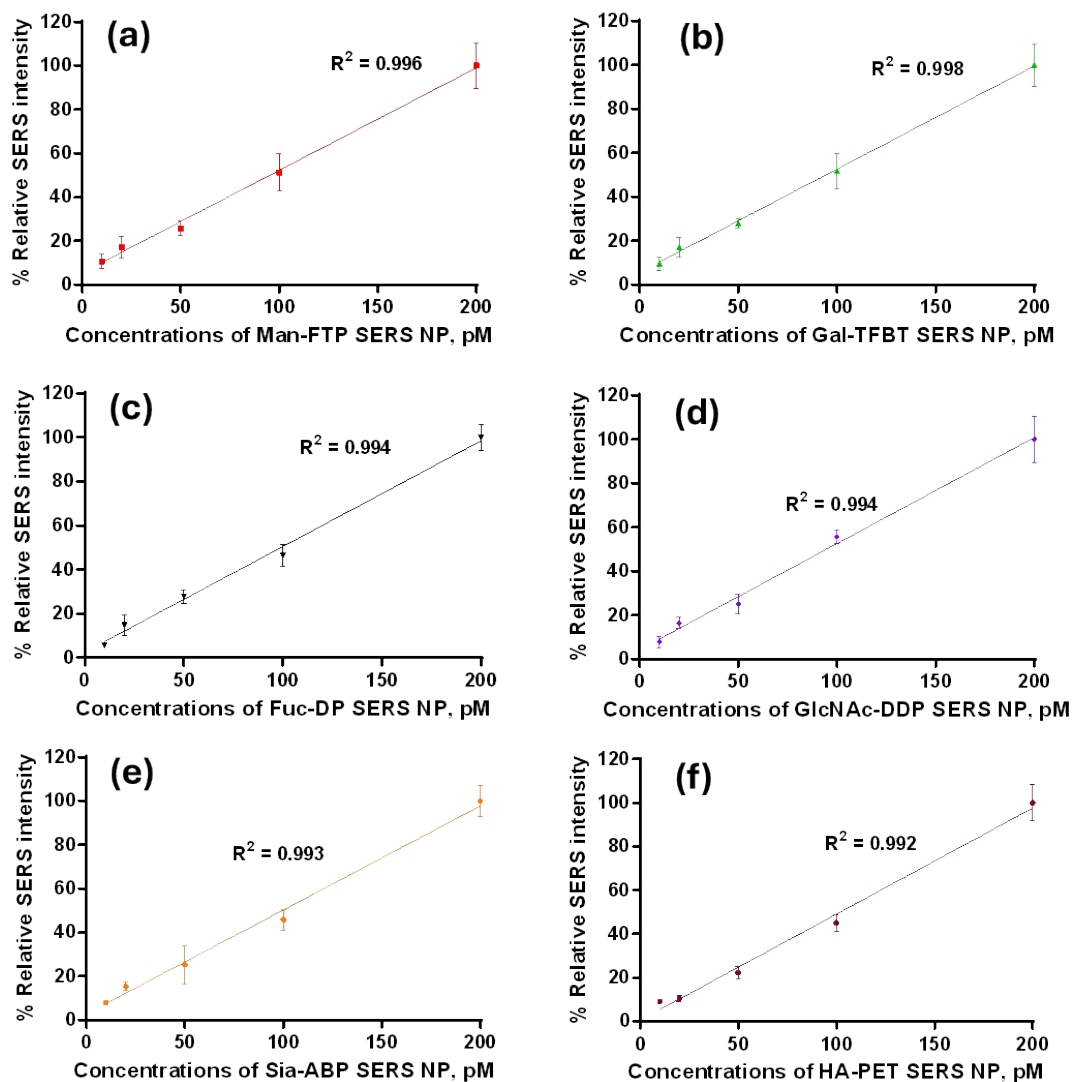 (a)
R² = 0.996
% Relative SERS intensity
120
100
80
60
40
20
0
50 100 150 200
Concentrations of Man-FTP SERS NP, pM
(b)
R² = 0.998
% Relative SERS intensity
120
100
80
60
40
20
0
0 50 100 150 200
Concentrations of Gal-TFBT SERS NP, pM
(c)
R² = 0.994
% Relative SERS intensity
120
100
80
60
40
20
0
0 50 100 150 200
Concentrations of Fuc-DP SERS NP, pM
(d)
R² = 0.994
% Relative SERS intensity
120
100
80
60
40
20
0
0 50 100 150 200
Concentrations of GlcNAc-DDP SERS NP, pM
(e)
R² = 0.993
% Relative SERS intensity
120
100
80
60
40
20
0
0 50 100 150 200
Concentrations of Sia-ABP SERS NP, pM
(f)
R² = 0.992
% Relative SERS intensity
120
100
80
60
40
20
0
0 50 100 150 200
Concentrations of HA-PET SERS NP, pM